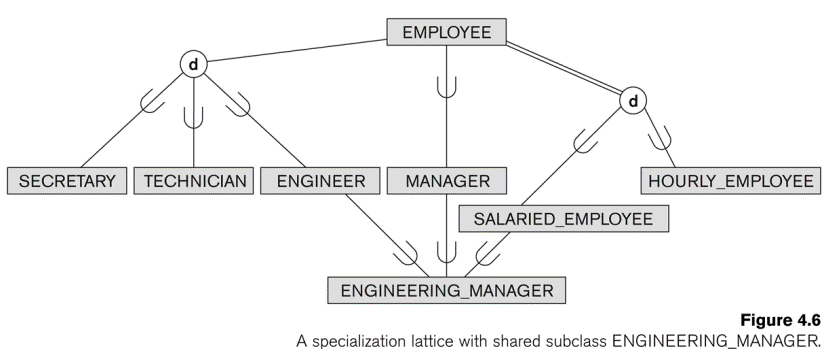 EMPLOYEE
d
d
SECRETARY
TECHNICIAN
ENGINEER
MANAGER
HOURLY_EMPLOYEE
SALARIED_EMPLOYEE
ENGINEERING_MANAGER
Figure 4.6
A specialization lattice with shared subclass ENGINEERING_MANAGER.